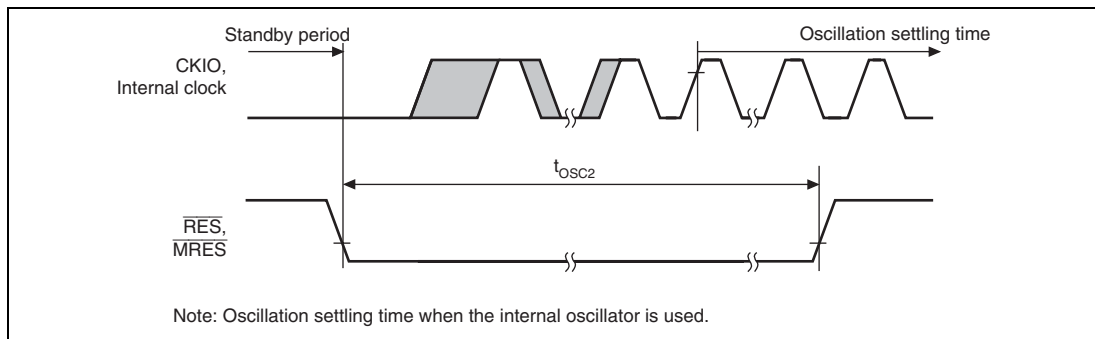 Standby period
Oscillation settling time
CKIO,
Internal clock
tOSC2
RES,
MRES
Note: Oscillation settling time when the internal oscillator is used.